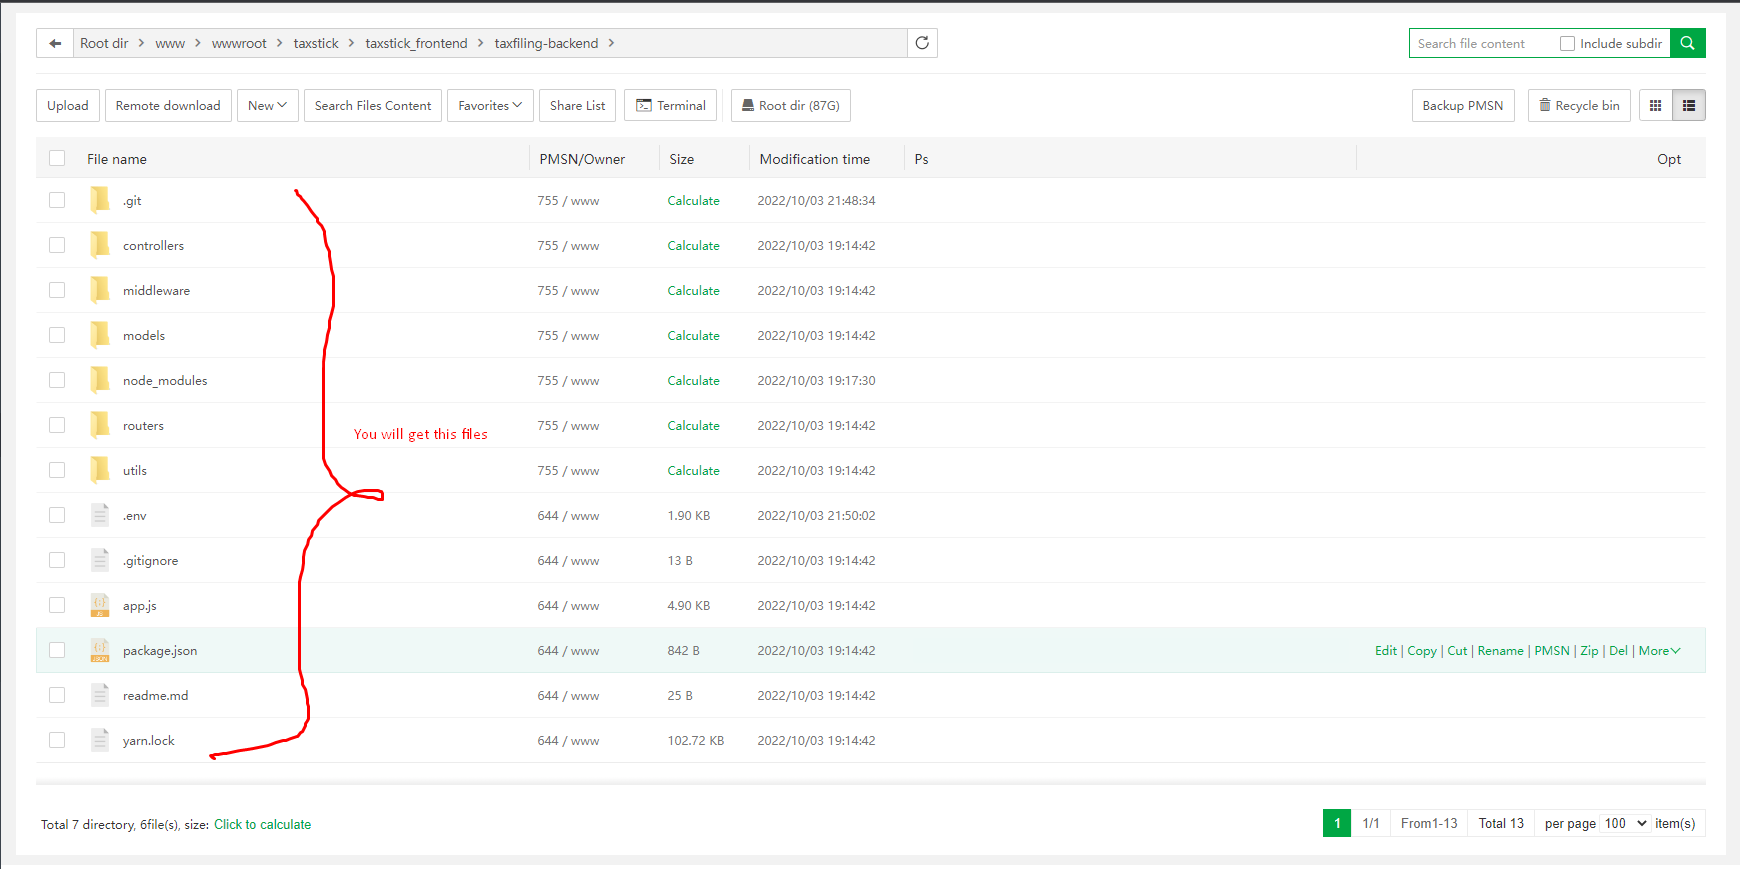 Root dir > www > wwwroot > taxstick > taxstick_frontend > taxfiling-backend >
Search file content Include subdir
Upload Remote download New Search Files Content Favorites Share List Terminal Root dir (87G) Backup PMSN Recycle bin
File name PMSN/Owner Size Modification time Ps Opt
.git 755 / www Calculate 2022/10/03 21:48:34
controllers 755 / www Calculate 2022/10/03 19:14:42
middleware 755 / www Calculate 2022/10/03 19:14:42
models 755 / www Calculate 2022/10/03 19:14:42
node_modules 755 / www Calculate 2022/10/03 19:17:30
routers 755 / www Calculate 2022/10/03 19:14:42
You will get this files
utils 755 / www Calculate 2022/10/03 19:14:42
.env 644 / www 1.90 KB 2022/10/03 21:50:02
.gitignore 644 / www 13 B 2022/10/03 19:14:42
app.js 644 / www 4.90 KB 2022/10/03 19:14:42
package.json 644 / www 842 B 2022/10/03 19:14:42 Edit | Copy | Cut | Rename | PMSN | Zip | Del | More
readme.md 644 / www 25 B 2022/10/03 19:14:42
yarn.lock 644 / www 102.72 KB 2022/10/03 19:14:42
Total 7 directory, 6file(s), size: Click to calculate 1 1/1 From1-13 Total 13 per page 100 item(s)